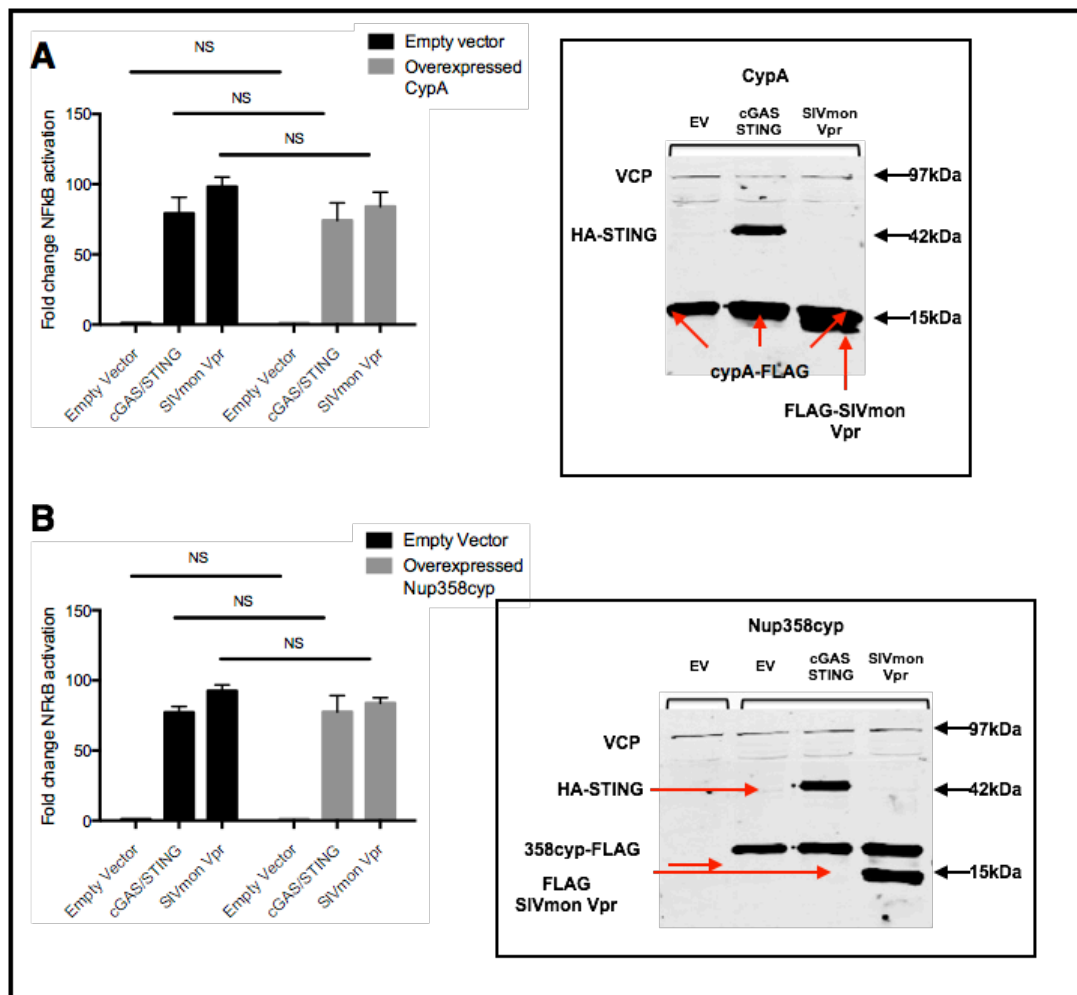 A
NS
NS
NS
Empty vector
Overexpressed
CypA
Fold change NFkB activation
150
100
50
0
Empty Vector
cGAS/STING
SIVmon Vpr
Empty Vector
cGAS/STING
SIVmon Vpr
CypA
EV
cGAS
STING
SIVmon
Vpr
VCP
97kDa
HA-STING
42kDa
15kDa
cypA-FLAG
FLAG-SIVmon
Vpr
B
NS
NS
NS
Empty Vector
Overexpressed
Nup358cyp
Fold change NFkB activation
150
100
50
0
Empty Vector
cGAS/STING
SIVmon Vpr
Empty Vector
cGAS/STING
SIVmon Vpr
Nup358cyp
EV
EV
cGAS
STING
SIVmon
Vpr
VCP
97kDa
HA-STING
42kDa
358cyp-FLAG
15kDa
FLAG
SIVmon Vpr